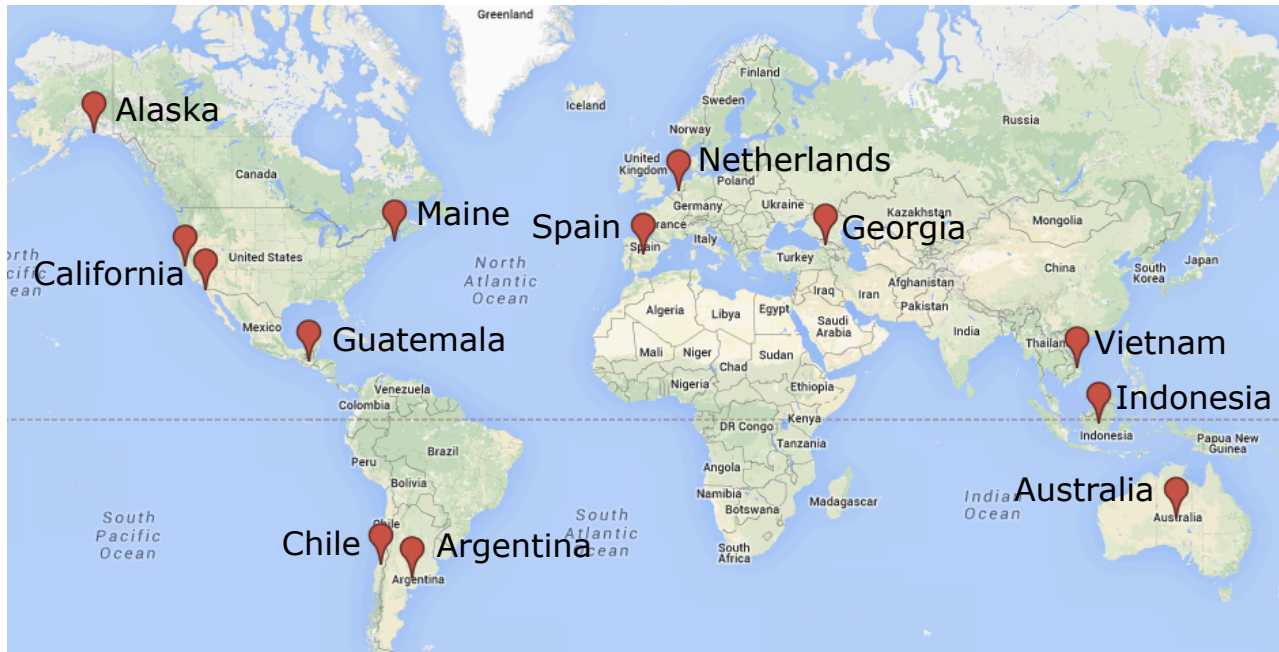 Greenland
Alaska
Iceland
Finland
Sweden
Norway
Russia
Canada
United
Kingdom
Netherlands
Poland
Germany
Ukraine
Kazakhstan
Mongolia
Maine
Spain
rance
Georgia
Italy
Spain
Turkey
North
Atlantic
Ocean
orth
cific
ean
California
United States
China
South
Korea
Japan
Afghanistan
Iraq
Iran
Pakistan
Algeria
Libya
Egypt
Saudi
Arabia
Mexico
Guatemala
India
Thailand
Vietnam
Mali
Niger
Chad
Sudan
Nigeria
Ethiopia
Venezuela
Colombia
Indonesia
DR Congo
Kenya
Tanzania
Indonesia
Papua New
Guinea
Brazil
Peru
Bolivia
Angola
Namibia
Botswana
Madagascar
Indian
Ocean
Australia
Australia
South
Pacific
Ocean
South
Atlantic
Ocean
Chile
Chile
Argentina
Argentina
South
Africa